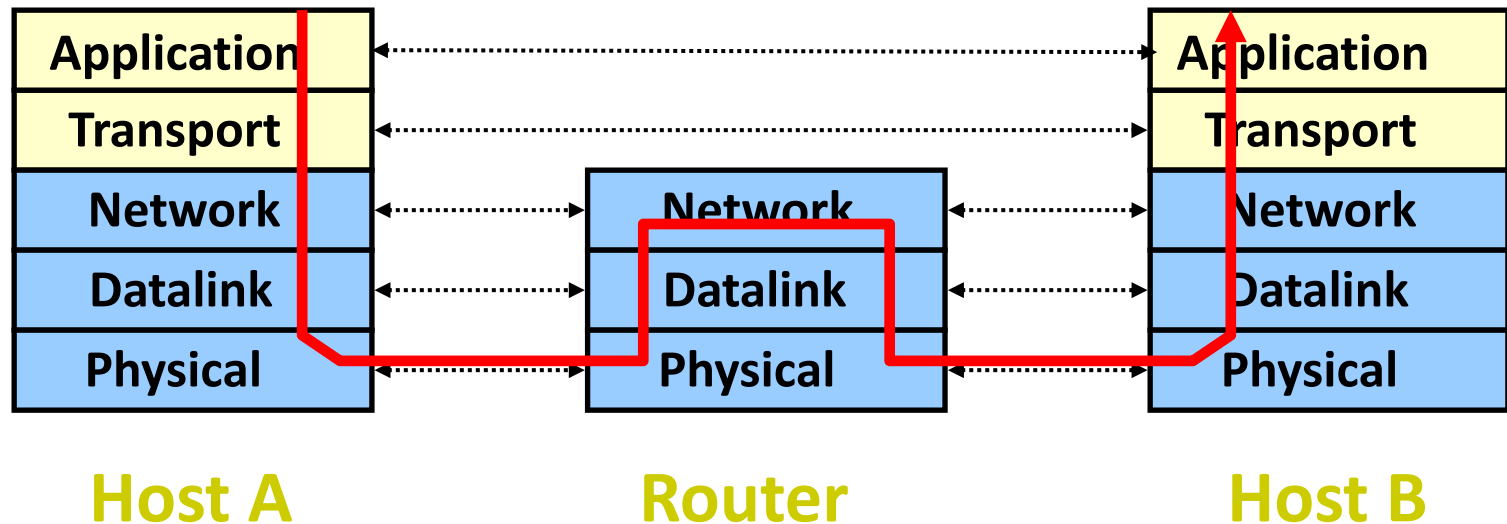 Application
Transport
Network
Datalink
Physical
Host A
Network
Datalink
Physical
Router
Application
Transport
Network
Datalink
Physical
Host B